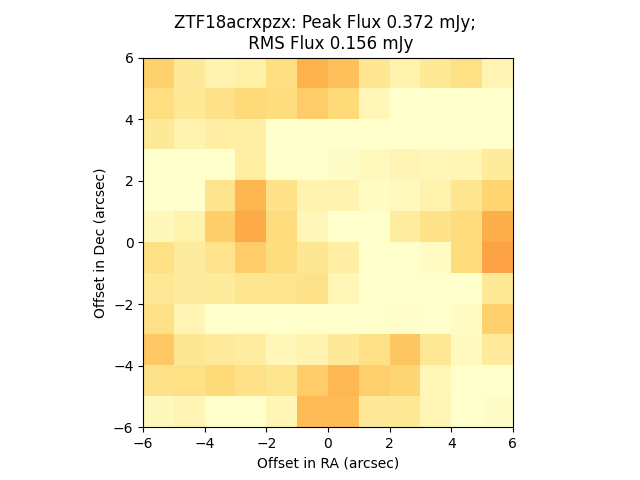 ZTF18acrxpzx: Peak Flux 0.372 mJy;
RMS Flux 0.156 mJy
6
4
2
0
−2
−4
−6
Offset in Dec (arcsec)
−6 −4 −2 0 2 4 6
Offset in RA (arcsec)